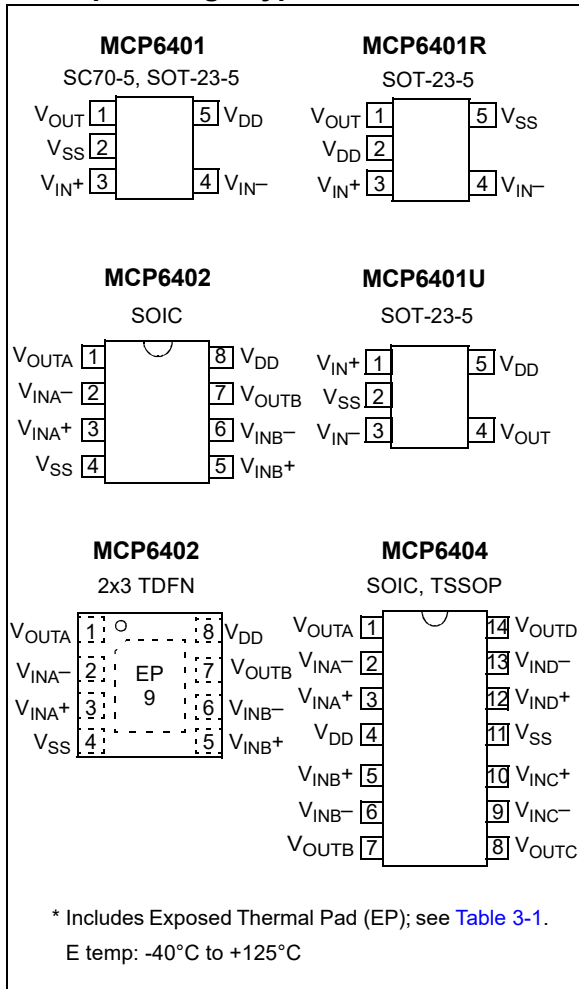 MCP6401
SC70-5, SOT-23-5
VOUT 1 5 VDD
VSS 2
VIN+ 3 4 VIN–
MCP6401R
SOT-23-5
VOUT 1 5 VSS
VDD 2
VIN+ 3 4 VIN–
MCP6402
SOIC
VOUTA 1 8 VDD
VINA– 2 7 VOUTB
VINA+ 3 6 VINB–
VSS 4 5 VINB+
MCP6401U
SOT-23-5
VIN+ 1 5 VDD
VSS 2
VIN– 3 4 VOUT
MCP6402
2x3 TDFN
VOUTA 1 8 VDD
VINA– 2 EP 7 VOUTB
VINA+ 3 9 6 VINB–
VSS 4 5 VINB+
MCP6404
SOIC, TSSOP
VOUTA 1 14 VOUTD
VINA– 2 13 VIND–
VINA+ 3 12 VIND+
VDD 4 11 VSS
VINB+ 5 10 VINC+
VINB– 6 9 VINC–
VOUTB 7 8 VOUTC
* Includes Exposed Thermal Pad (EP); see Table 3-1.
E temp: -40°C to +125°C